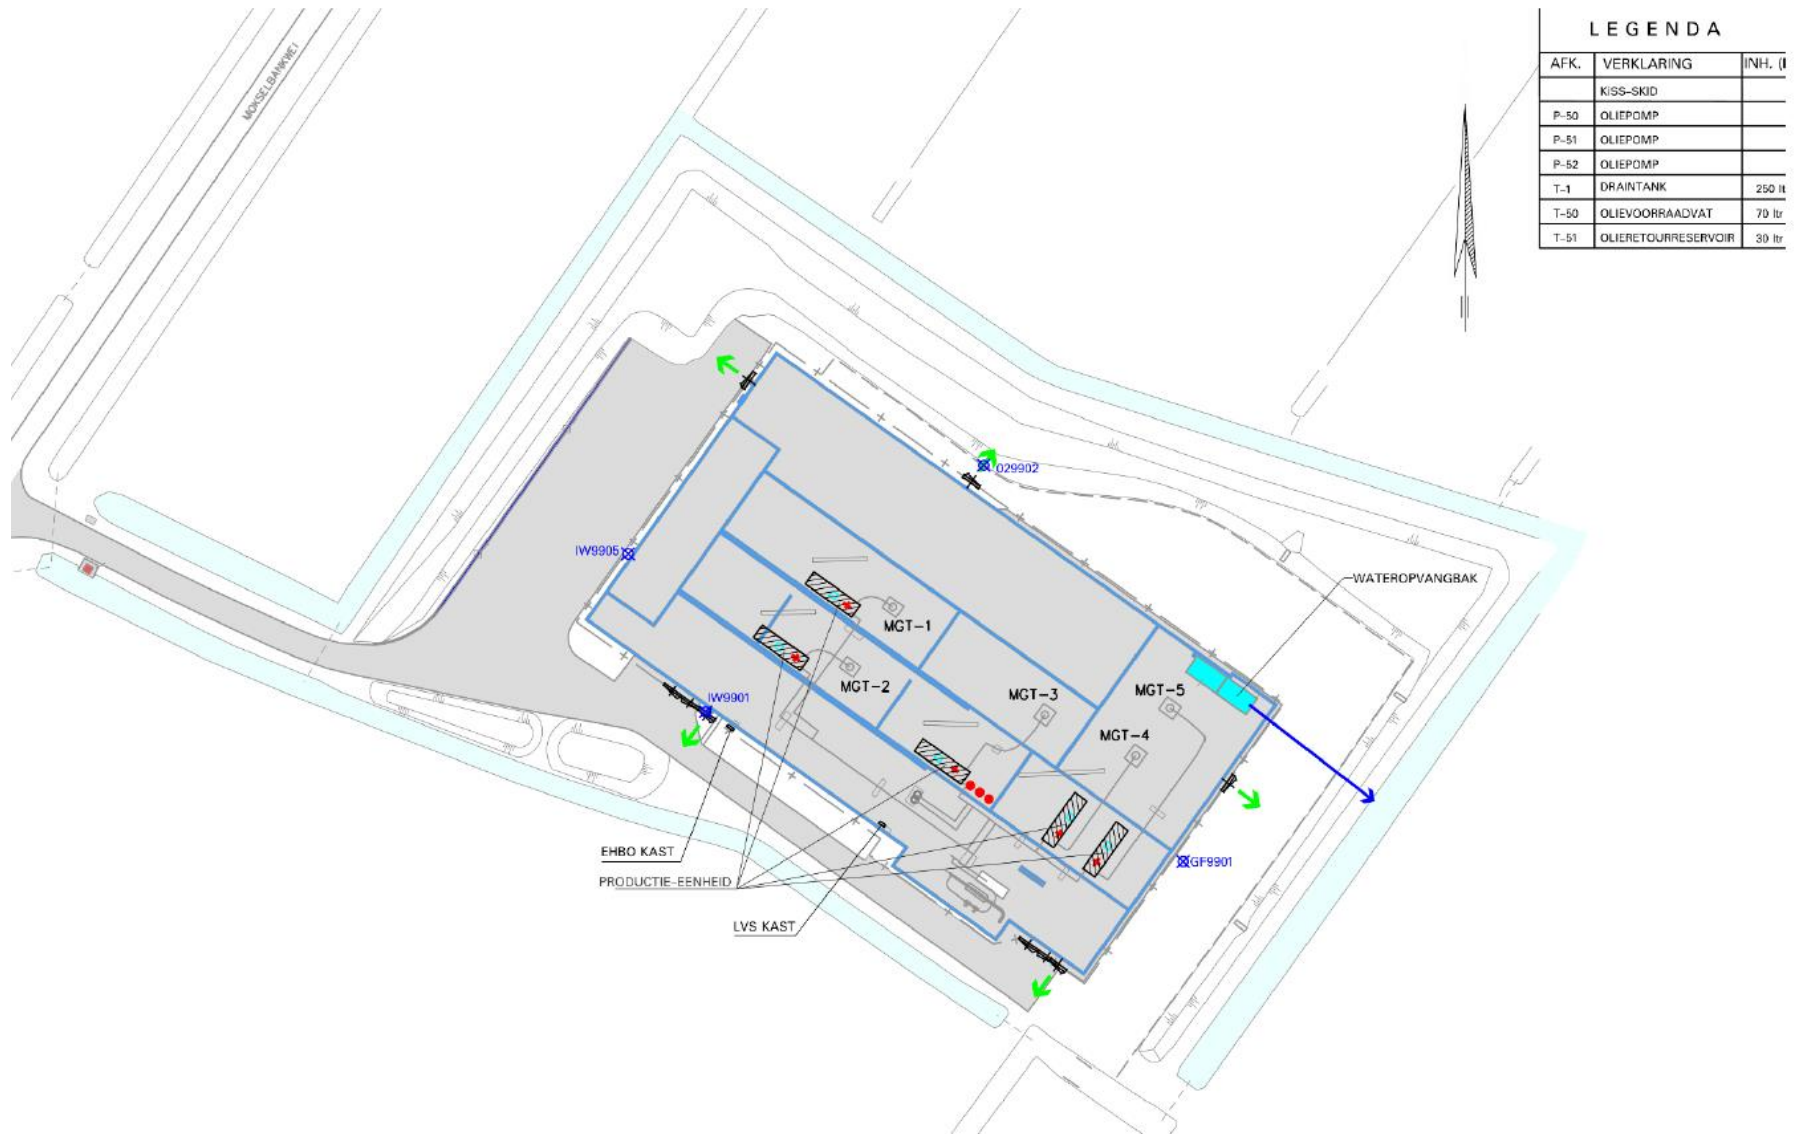 LEGENDA
AFK. VERKLARING INH. (
KISS-SKID
P-50 OLIEPOMP
P-51 OLIEPOMP
P-52 OLIEPOMP
T-1 DRAINTANK 250 lt
T-50 OLIEVOORRAADVAT 70 ltr
T-51 OLIERETOURRESERVOIR 30 ltr
MOKSELBANKWEI
029902
IW9905
WATEROPVANGBAK
MGT-1
MGT-2
MGT-3
MGT-5
IW9901
MGT-4
EHBO KAST
GF9901
PRODUCTIE-EENHEID
LVS KAST